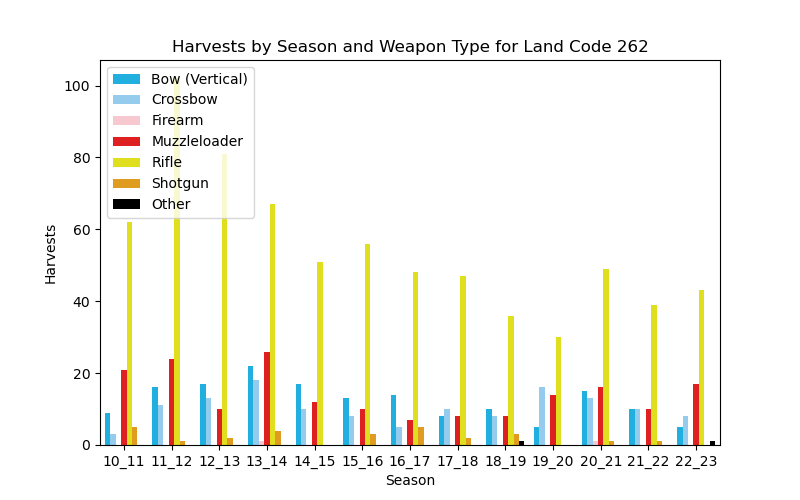 Harvests by Season and Weapon Type for Land Code 262
Harvests
100
80
60
40
20
0
Bow (Vertical)
Crossbow
Firearm
Muzzleloader
Rifle
Shotgun
Other
10_11 11_12 12_13 13_14 14_15 15_16 16_17 17_18 18_19 19_20 20_21 21_22 22_23
Season